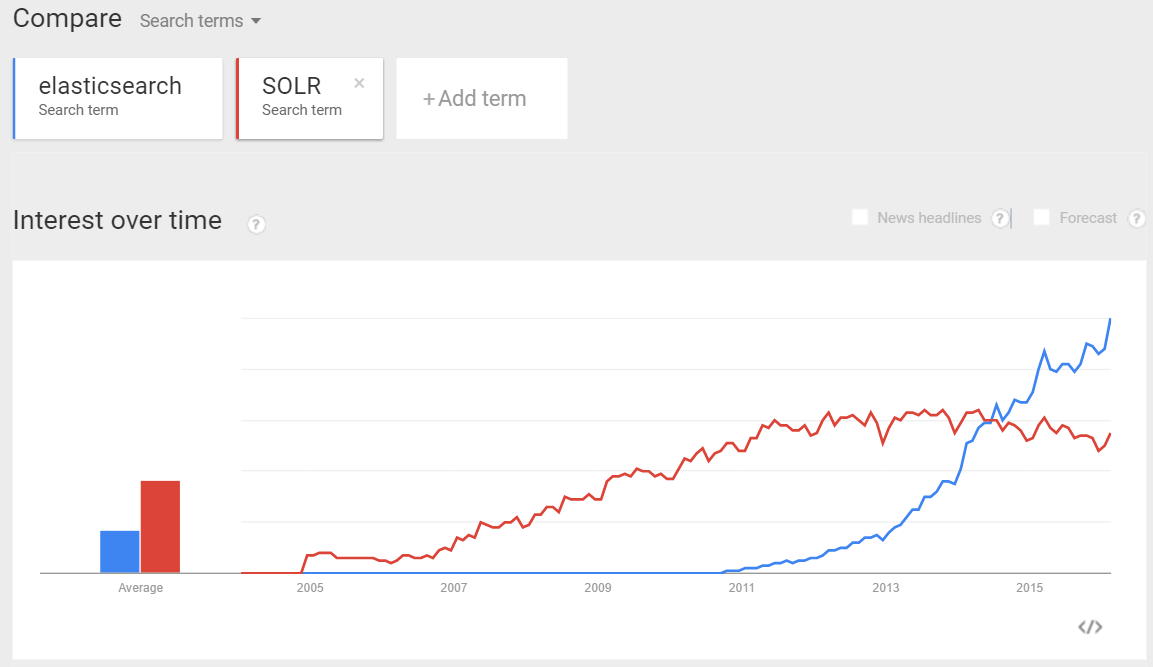 Compare Search terms
elasticsearch
Search term
SOLR ×
Search term
+Add term
Interest over time ?
News headlines ?
Forecast ?
Average
2005 2007 2009 2011 2013 2015
</>